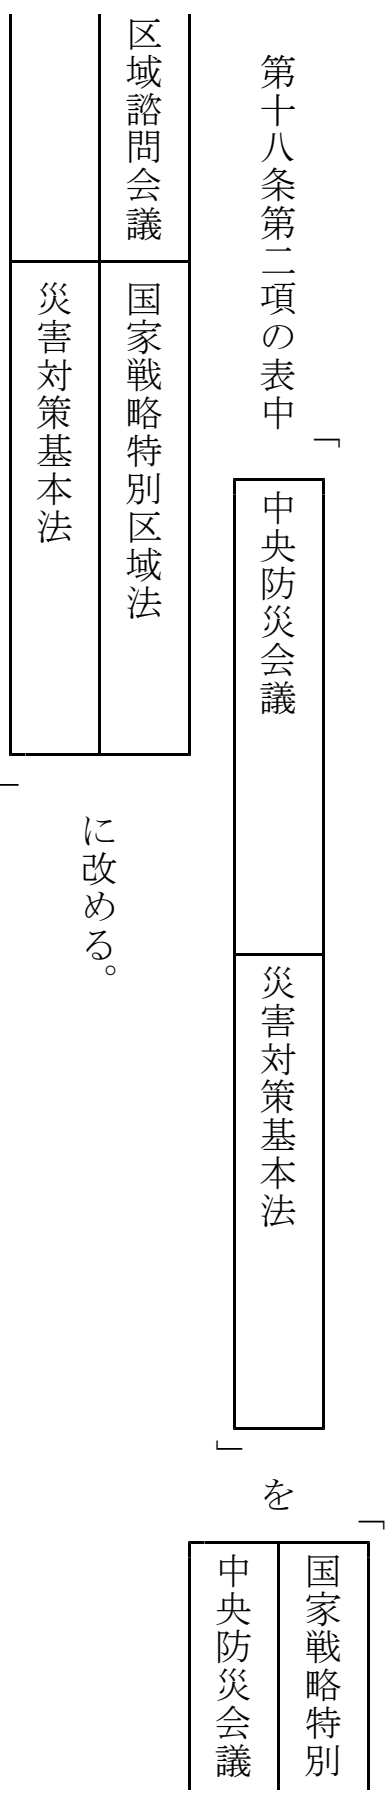 第十八条第二項の表中
「
中央防災会議
災害対策基本法
」
を
「
国家戦略特別
中央防災会議
区域諮問会議
国家戦略特別区域法
災害対策基本法
」
に改める。